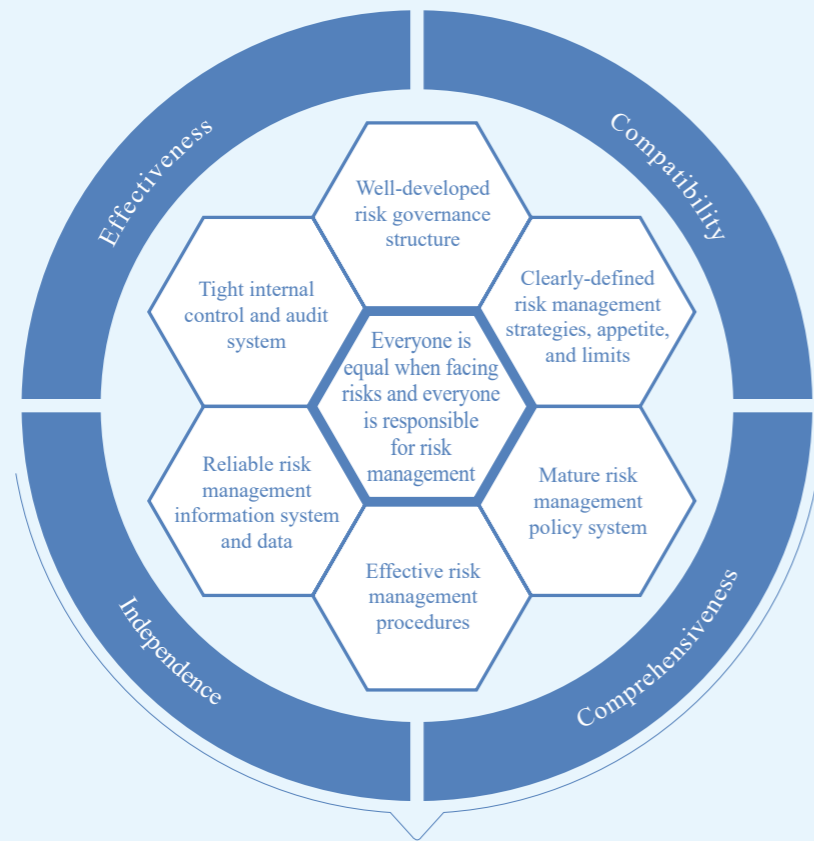 Effectiveness
Compatibility
Well-developed
risk governance
structure
Tight internal
control and audit
system
Clearly-defined
risk management
strategies, appetite,
and limits
Everyone is
equal when facing
risks and everyone
is responsible
for risk
management
Reliable risk
management
information system
and data
Mature risk
management
policy system
Effective risk
management
procedures
Independence
Comprehensiveness